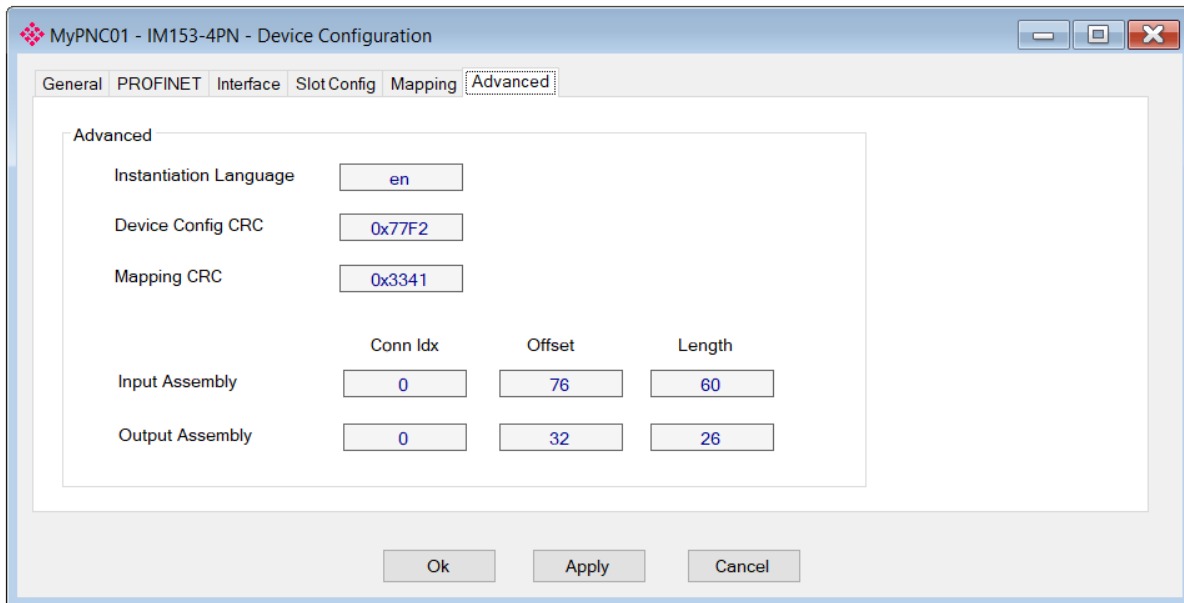 MyPNC01 - IM153-4PN - Device Configuration
General PROFINET Interface Slot Config Mapping Advanced
Advanced
Instantiation Language en
Device Config CRC 0x77F2
Mapping CRC 0x3341
Conn Idx Offset Length
Input Assembly 0 76 60
Output Assembly 0 32 26
Ok Apply Cancel